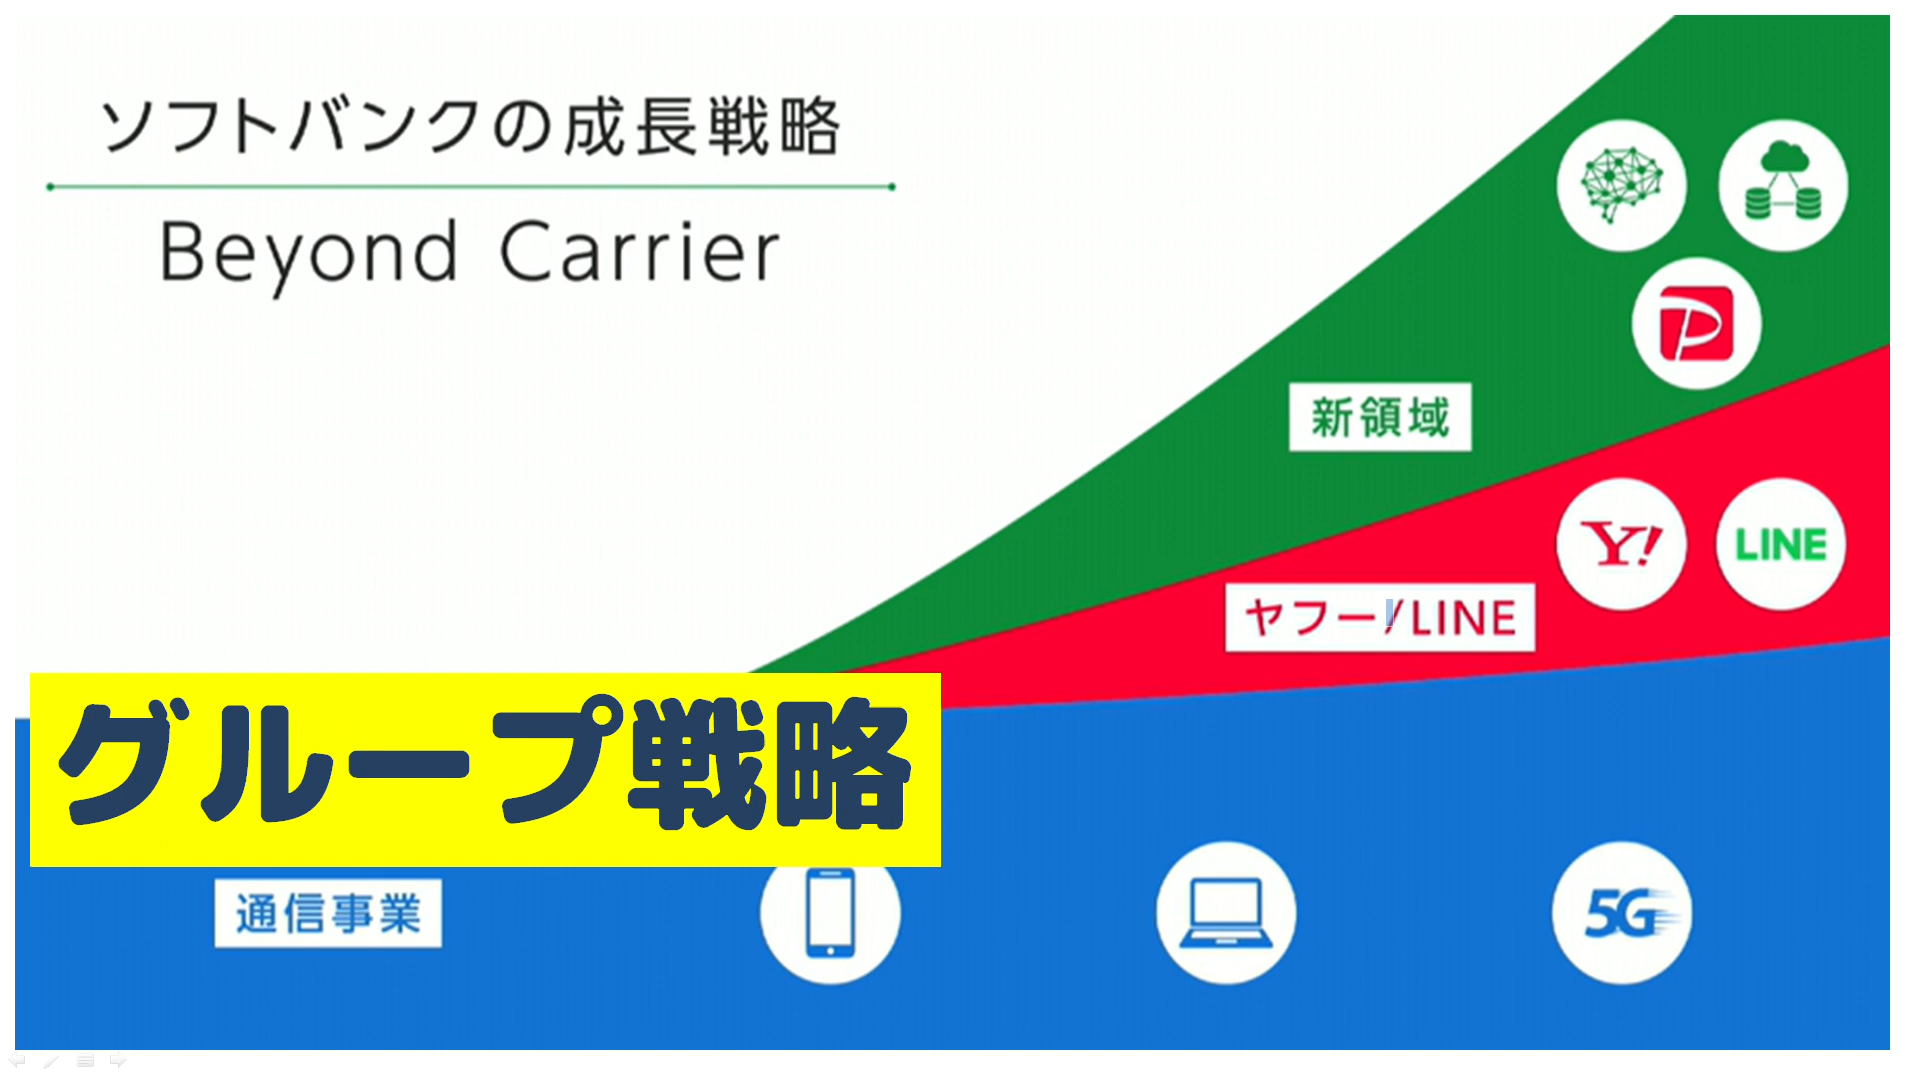 ソフトバンクの成長戦略
Beyond Carrier
新領域
P
Y!
LINE
ヤフー/LINE
グループ戦略
通信事業
5G